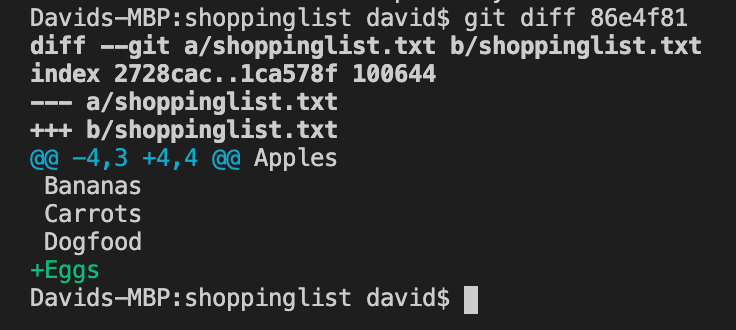 Davids-MBP:shoppinglist david$ git diff 86e4f81
diff --git a/shoppinglist.txt b/shoppinglist.txt
index 2728cac..1ca578f 100644
--- a/shoppinglist.txt
+++ b/shoppinglist.txt
@@ -4,3 +4,4 @@ Apples
 Bananas
 Carrots
 Dogfood
+Eggs
Davids-MBP:shoppinglist david$